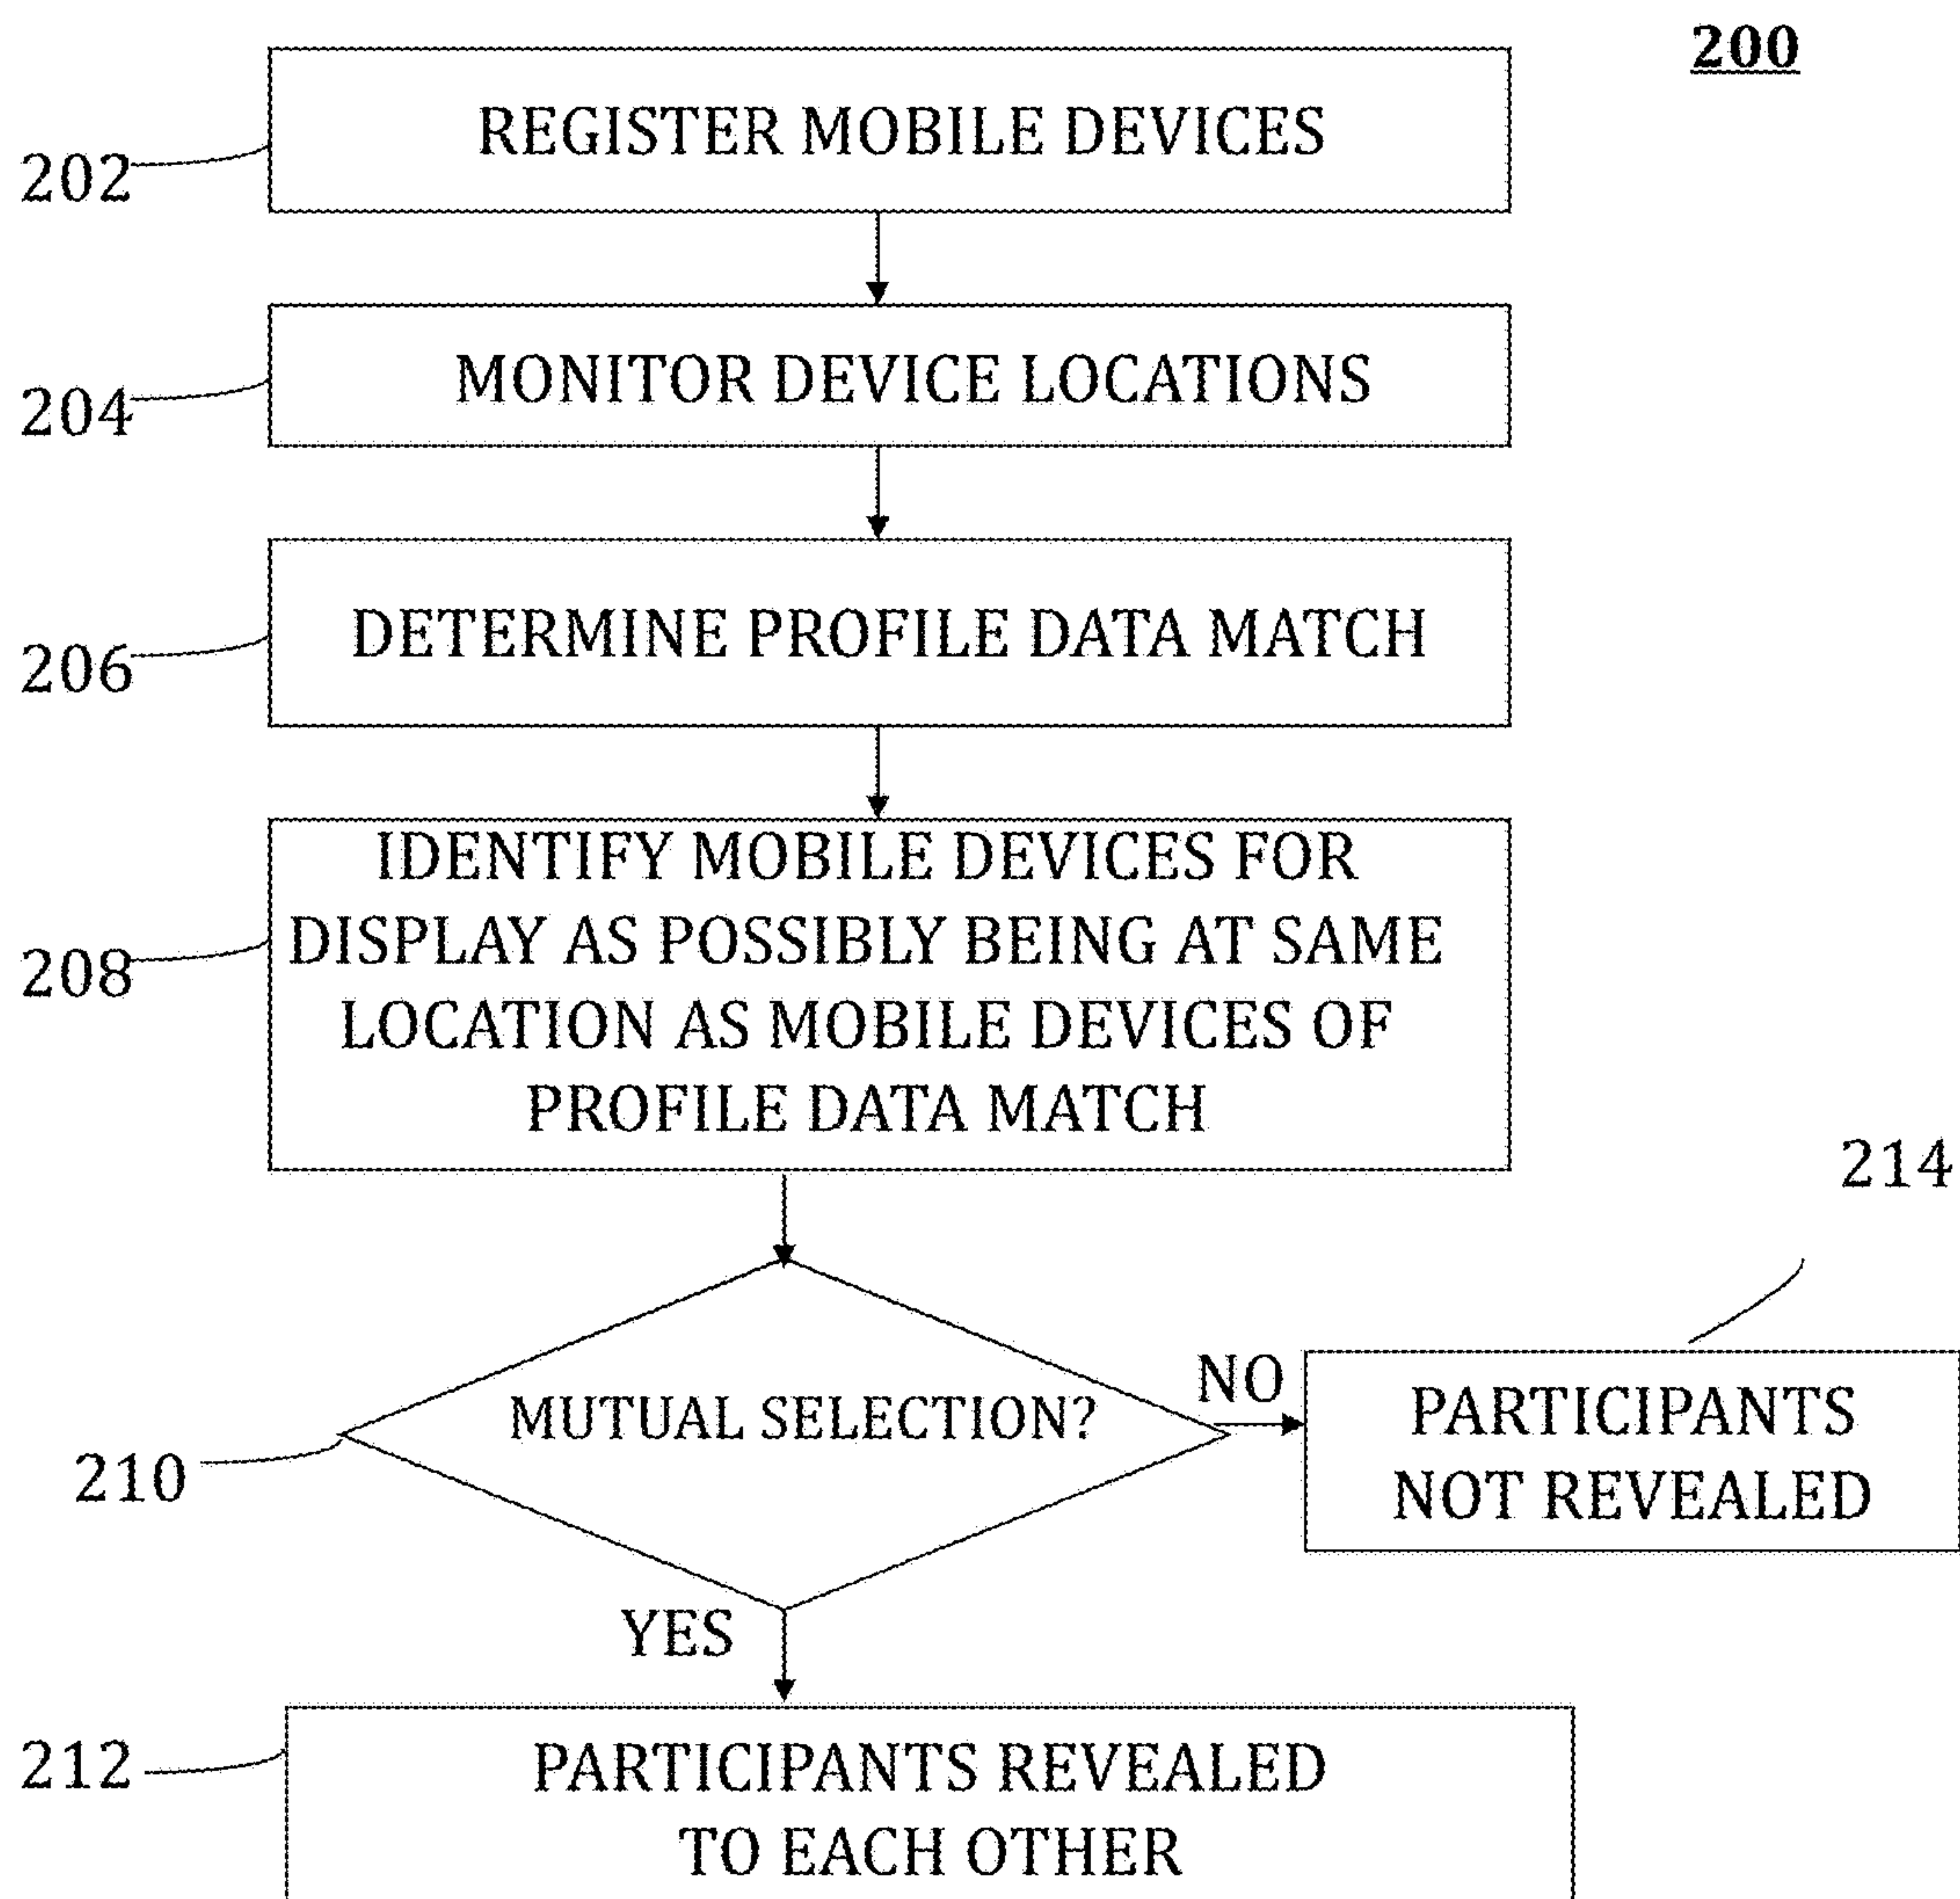 200
REGISTER MOBILE DEVICES
202
MONITOR DEVICE LOCATIONS
204
DETERMINE PROFILE DATA MATCH
206
IDENTIFY MOBILE DEVICES FOR
DISPLAY AS POSSIBLY BEING AT SAME
LOCATION AS MOBILE DEVICES OF
PROFILE DATA MATCH
208
214
MUTUAL SELECTION?
210
NO
PARTICIPANTS
NOT REVEALED
YES
212
PARTICIPANTS REVEALED
TO EACH OTHER